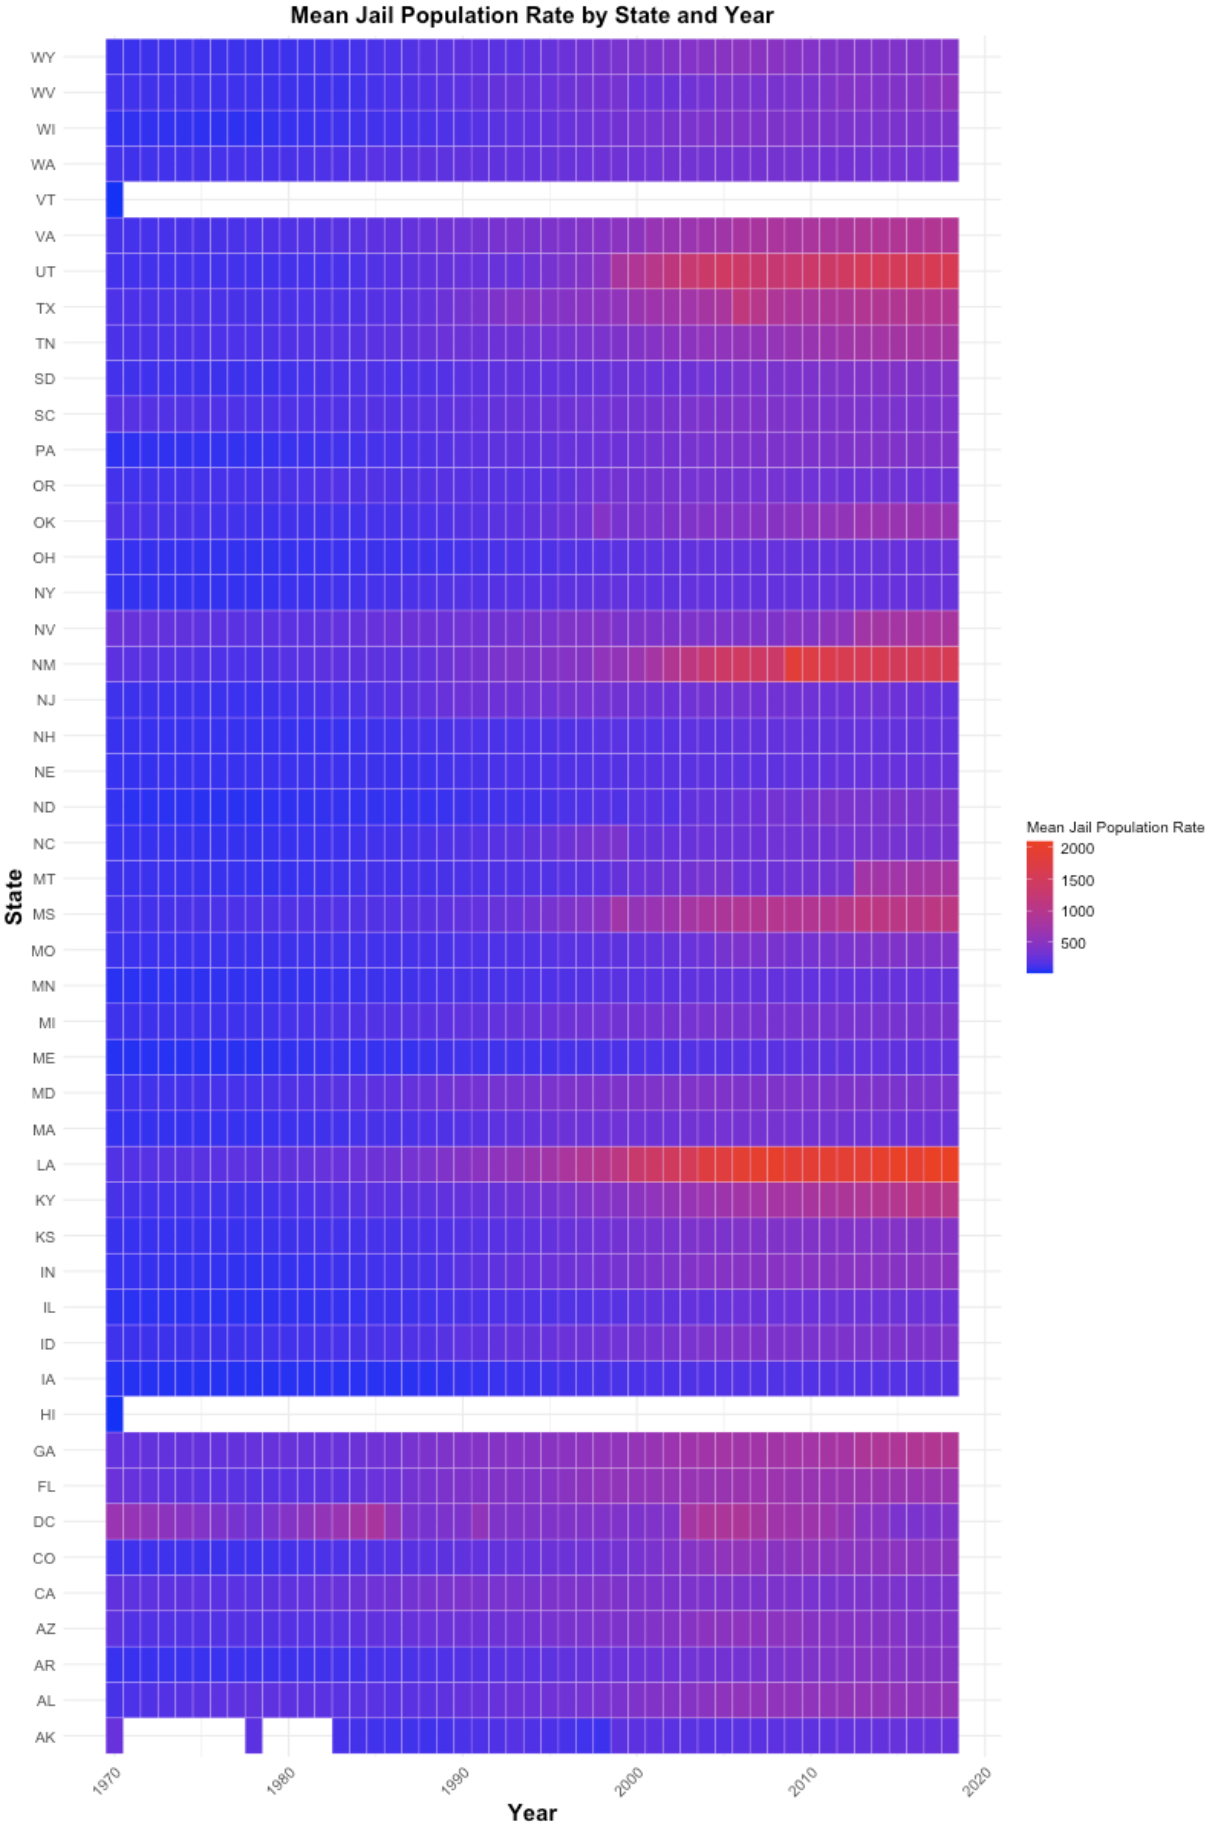 Mean Jail Population Rate by State and Year
WY
WV
WI
WA
VT
VA
UT
TX
TN
SD
SC
PA
OR
OK
OH
NY
NV
NM
NJ
NH
NE
ND
NC
MT
MS
MO
MN
MI
ME
MD
MA
LA
KY
KS
IN
IL
ID
IA
HI
GA
FL
DC
CO
CA
AZ
AR
AL
AK
State
1970
1980
1990
2000
2010
2020
Year
Mean Jail Population Rate
2000
1500
1000
500